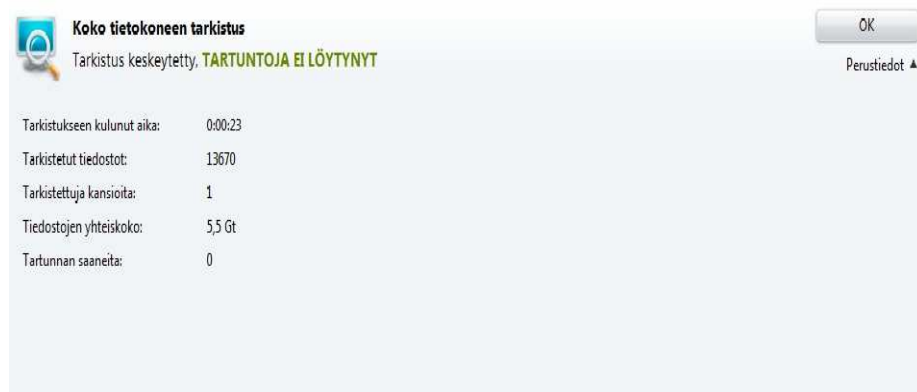 Koko tietokoneen tarkistus
OK
Tarkistus keskeytetty, TARTUNTOJA EI LÖYTYNYT
Perustiedot ▲
Tarkistukseen kulunut aika: 0:00:23
Tarkistetut tiedostot: 13670
Tarkistettuja kansioita: 1
Tiedostojen yhteiskoko: 5,5 Gt
Tartunnan saaneita: 0